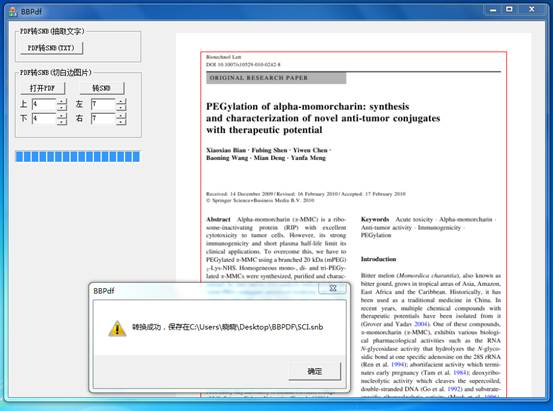 BBPdf
PDF转SNB(抽取文字)
PDF转SNB(TXT)
PDF转SNB(切白边图片)
打开PDF 转SNB
上 4 左 7
下 4 右 7
Biotechnol Lett
DOI 10.1007/s10529-010-0242-8
ORIGINAL RESEARCH PAPER
PEGylation of alpha-momorcharin: synthesis
and characterization of novel anti-tumor conjugates
with therapeutic potential
Xiaoxiao Bian · Fubing Shen · Yiwen Chen ·
Baoning Wang · Mian Deng · Yanfa Meng
Received: 14 December 2009 / Revised: 16 February 2010 / Accepted: 17 February 2010
© Springer Science+Business Media B.V. 2010
Abstract Alpha-momorcharin (α-MMC) is a ribo-
some-inactivating protein (RIP) with excellent
cytotoxicity to tumor cells. However, its strong
immunogenicity and short plasma half-life limit its
clinical applications. To overcome this, we have to
PEGylated α-MMC using a branched 20 kDa (mPEG)
2-Lys-NHS. Homogeneous mono-, di- and tri-PEGy-
lated α-MMCs were synthesized, purified and charac-
Keywords Acute toxicity · Alpha-momorcharin ·
Anti-tumor activity · Immunogenicity ·
PEGylation
Introduction
Bitter melon (Momordica charantia), also known as
bitter gourd, grows in tropical areas of Asia, Amazon,
East Africa and the Caribbean. Historically, it has
been used as a traditional medicine in China. In
recent years, multiple chemical compounds with
therapeutic potentials have been isolated from it
(Grover and Yadav 2004). One of these compounds,
α-momorcharin (α-MMC), exhibits various biologi-
cal pharmacological activities such as the RNA
N-glycosidase activity that hydrolyzes the N-glyco-
sidic bond at one specific adenosine on the 28S rRNA
(Ren et al. 1994); abortifacient activity which termi-
nates early pregnancy (Tam et al. 1984); deoxyribo-
nucleolytic activity which cleaves the supercoiled,
double-stranded DNA (Go et al. 1992) and substrate-
BBPdf
转换成功，保存在C:\Users\晓晓\Desktop\BBPDF\SCI.snb
确定